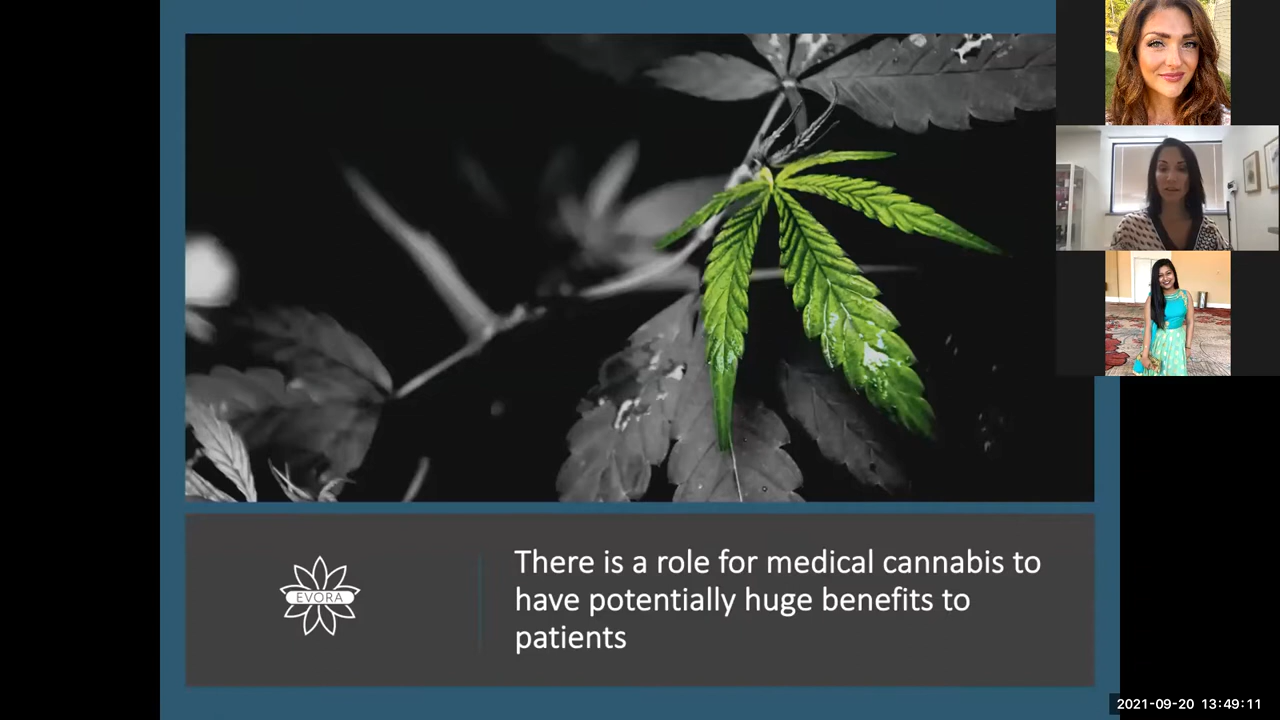 EVORA
There is a role for medical cannabis to
have potentially huge benefits to
patients
2021-09-20 13:49:11